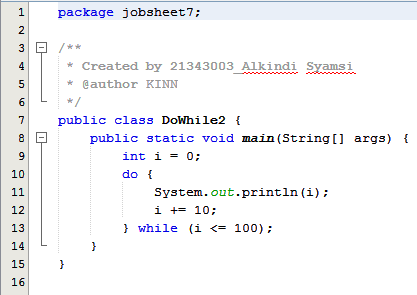 1 package jobsheet7;
2
3 /**
4  * Created by 21343003_Alkindi Syamsi
5  * @author KINN
6  */
7 public class DoWhile2 {
8     public static void main(String[] args) {
9         int i = 0;
10         do {
11             System.out.println(i);
12             i += 10;
13         } while (i <= 100);
14     }
15 }
16